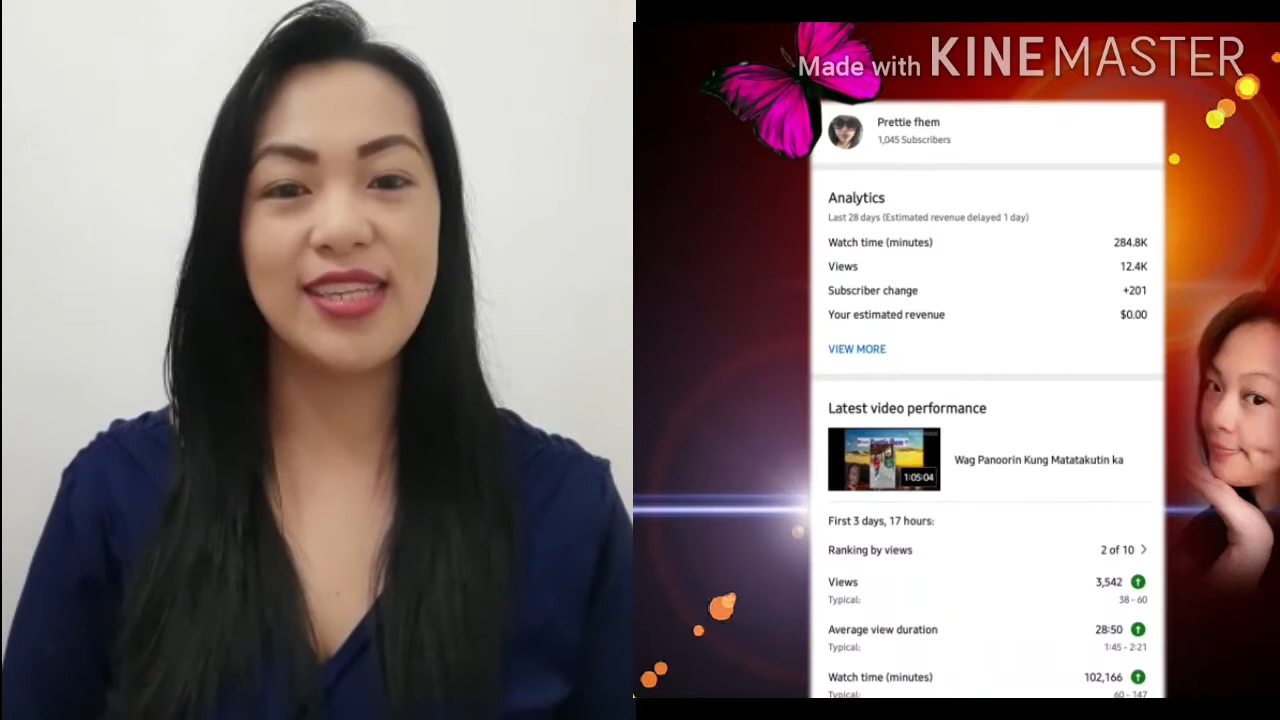 Made with KINEMASTER
Prettie fhem
1,045 Subscribers
Analytics
Last 28 days (Estimated revenue delayed 1 day)
Watch time (minutes) 284.8K
Views 12.4K
Subscriber change +201
Your estimated revenue $0.00
VIEW MORE
Latest video performance
1:05:04
Wag Panoorin Kung Matatakutin ka
First 3 days, 17 hours:
Ranking by views 2 of 10
Views 3,542
Typical: 38 - 60
Average view duration 28:50
Typical: 1:45 - 2:21
Watch time (minutes) 102,166
Typical: 60 - 147